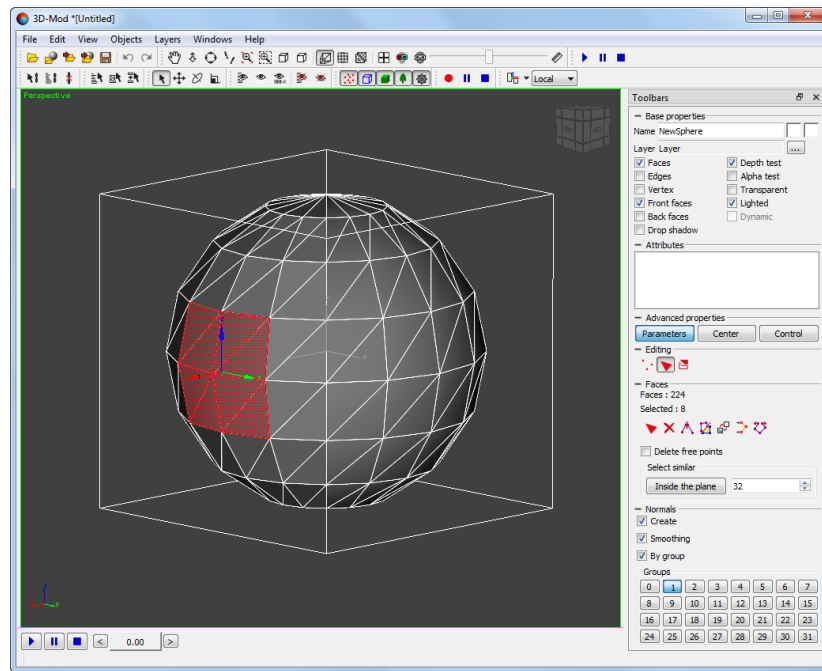 3D-Mod *[Untitled]
File Edit View Objects Layers Windows Help
100%
Local
Perspective
Toolbars
Base properties
Name NewSphere
Layer Layer ...
Faces Depth test
Edges Alpha test
Vertex Transparent
Front faces Lighted
Back faces Dynamic
Drop shadow
Attributes
Advanced properties
Parameters Center Control
Editing
Faces
Faces : 224
Selected : 8
Delete free points
Select similar
Inside the plane 32
Normals
Create
Smoothing
By group
Groups
0 1 2 3 4 5 6 7
8 9 10 11 12 13 14 15
16 17 18 19 20 21 22 23
24 25 26 27 28 29 30 31
< 0.00 >